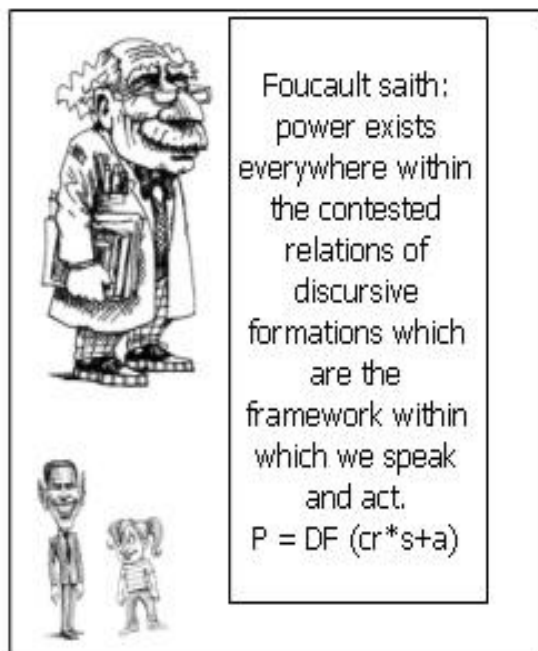 Foucault saith:
power exists
everywhere within
the contested
relations of
discursive
formations which
are the
framework within
which we speak
and act.
P = DF (cr*s+a)